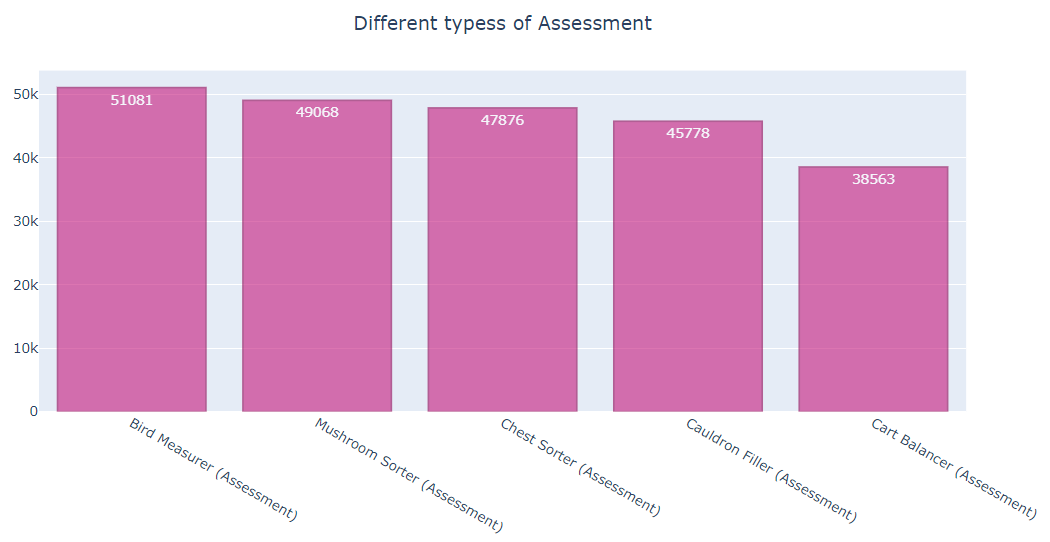 Different typess of Assessment
50k
40k
30k
20k
10k
0
51081
49068
47876
45778
38563
Bird Measurer (Assessment)
Mushroom Sorter (Assessment)
Chest Sorter (Assessment)
Cauldron Filler (Assessment)
Cart Balancer (Assessment)